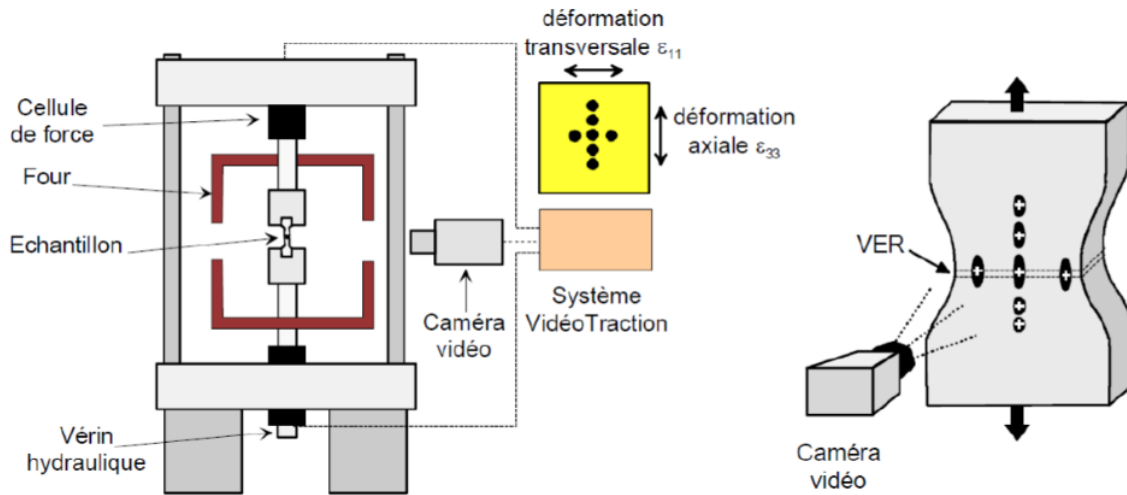 déformation
transversale ε₁₁
déformation
axiale ε₃₃
Cellule
de force
Four
Echantillon
Caméra
vidéo
Système
VidéoTraction
Vérin
hydraulique
VER
Caméra
vidéo